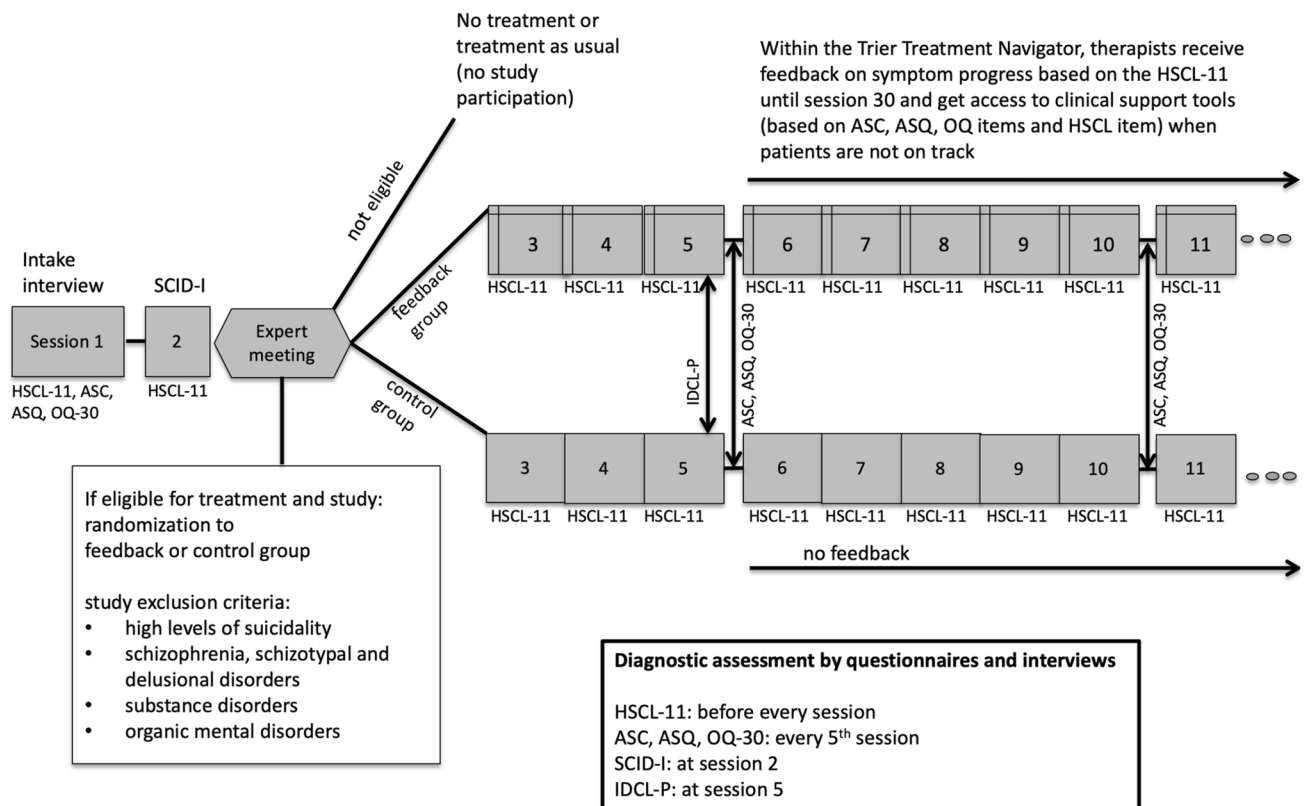 No treatment or
treatment as usual
(no study
participation)
Within the Trier Treatment Navigator, therapists receive
feedback on symptom progress based on the HSCL-11
until session 30 and get access to clinical support tools
(based on ASC, ASQ, OQ items and HSCL item) when
patients are not on track
not eligible
feedback
group
control
group
Intake
interview
SCID-I
Session 1
2
Expert
meeting
HSCL-11, ASC,
ASQ, OQ-30
HSCL-11
3
4
5
6
7
8
9
10
11
HSCL-11
HSCL-11
HSCL-11
HSCL-11
HSCL-11
HSCL-11
HSCL-11
HSCL-11
HSCL-11
IDCL-P
ASC, ASQ, OQ-30
ASC, ASQ, OQ-30
3
4
5
6
7
8
9
10
11
HSCL-11
HSCL-11
HSCL-11
HSCL-11
HSCL-11
HSCL-11
HSCL-11
HSCL-11
HSCL-11
no feedback
If eligible for treatment and study:
randomization to
feedback or control group
study exclusion criteria:
• high levels of suicidality
• schizophrenia, schizotypal and
delusional disorders
• substance disorders
• organic mental disorders
Diagnostic assessment by questionnaires and interviews
HSCL-11: before every session
ASC, ASQ, OQ-30: every 5th session
SCID-I: at session 2
IDCL-P: at session 5